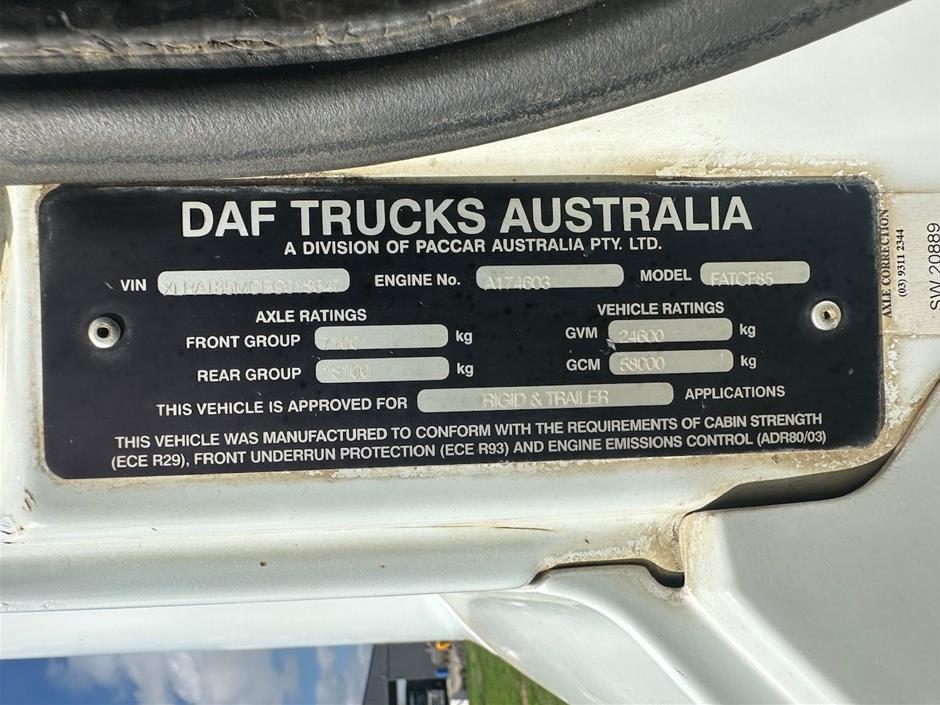 DAF TRUCKS AUSTRALIA
A DIVISION OF PACCAR AUSTRALIA PTY. LTD.
VIN ENGINE No. A174603 MODEL FATCF85
AXLE RATINGS VEHICLE RATINGS
FRONT GROUP 7100 kg GVM 24600 kg
REAR GROUP 18100 kg GCM 58000 kg
THIS VEHICLE IS APPROVED FOR RIGID & TRAILER APPLICATIONS
THIS VEHICLE WAS MANUFACTURED TO CONFORM WITH THE REQUIREMENTS OF CABIN STRENGTH
(ECE R29), FRONT UNDERRUN PROTECTION (ECE R93) AND ENGINE EMISSIONS CONTROL (ADR80/03)
AXLE CORRECTION
(03) 9311 2344
SW 20889